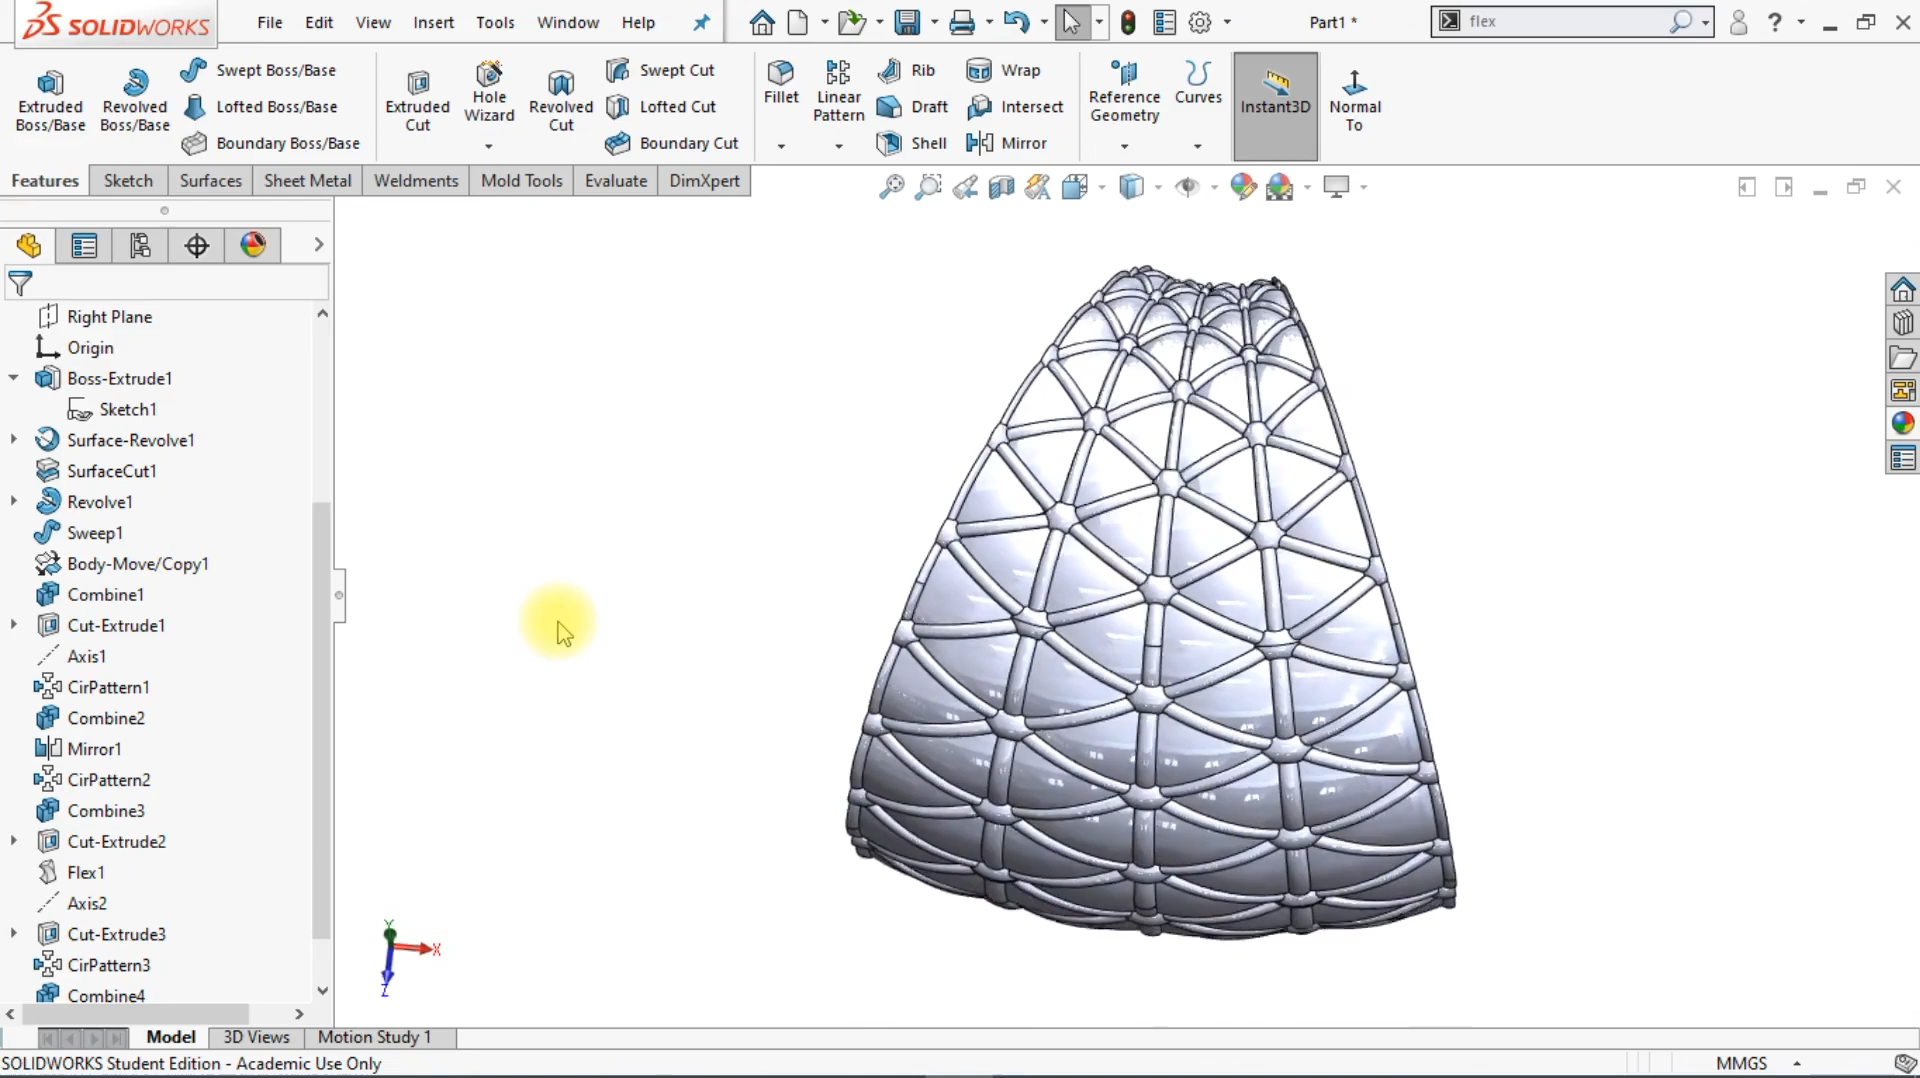 SOLIDWORKS File Edit View Insert Tools Window Help Part1 * flex ?
Extruded Boss/Base
Revolved Boss/Base
Swept Boss/Base
Lofted Boss/Base
Boundary Boss/Base
Extruded Cut
Hole Wizard
Revolved Cut
Swept Cut
Lofted Cut
Boundary Cut
Fillet
Linear Pattern
Rib
Draft
Shell
Wrap
Intersect
Mirror
Reference Geometry
Curves
Instant3D
Normal To
Features Sketch Surfaces Sheet Metal Weldments Mold Tools Evaluate DimXpert
Right Plane
Origin
Boss-Extrude1
Sketch1
Surface-Revolve1
SurfaceCut1
Revolve1
Sweep1
Body-Move/Copy1
Combine1
Cut-Extrude1
Axis1
CirPattern1
Combine2
Mirror1
CirPattern2
Combine3
Cut-Extrude2
Flex1
Axis2
Cut-Extrude3
CirPattern3
Combine4
Y
X
Z
Model 3D Views Motion Study 1
SOLIDWORKS Student Edition - Academic Use Only MMGS